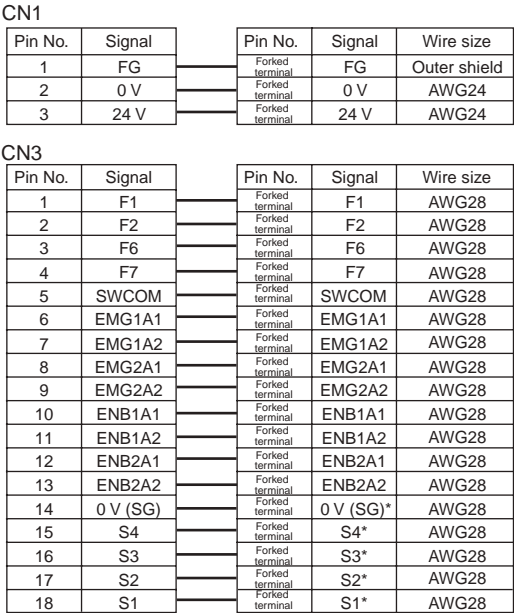 CN1
Pin No. Signal Pin No. Signal Wire size
1 FG Forked terminal FG Outer shield
2 0 V Forked terminal 0 V AWG24
3 24 V Forked terminal 24 V AWG24
CN3
Pin No. Signal Pin No. Signal Wire size
1 F1 Forked terminal F1 AWG28
2 F2 Forked terminal F2 AWG28
3 F6 Forked terminal F6 AWG28
4 F7 Forked terminal F7 AWG28
5 SWCOM Forked terminal SWCOM AWG28
6 EMG1A1 Forked terminal EMG1A1 AWG28
7 EMG1A2 Forked terminal EMG1A2 AWG28
8 EMG2A1 Forked terminal EMG2A1 AWG28
9 EMG2A2 Forked terminal EMG2A2 AWG28
10 ENB1A1 Forked terminal ENB1A1 AWG28
11 ENB1A2 Forked terminal ENB1A2 AWG28
12 ENB2A1 Forked terminal ENB2A1 AWG28
13 ENB2A2 Forked terminal ENB2A2 AWG28
14 0 V (SG) Forked terminal 0 V (SG)* AWG28
15 S4 Forked terminal S4* AWG28
16 S3 Forked terminal S3* AWG28
17 S2 Forked terminal S2* AWG28
18 S1 Forked terminal S1* AWG28